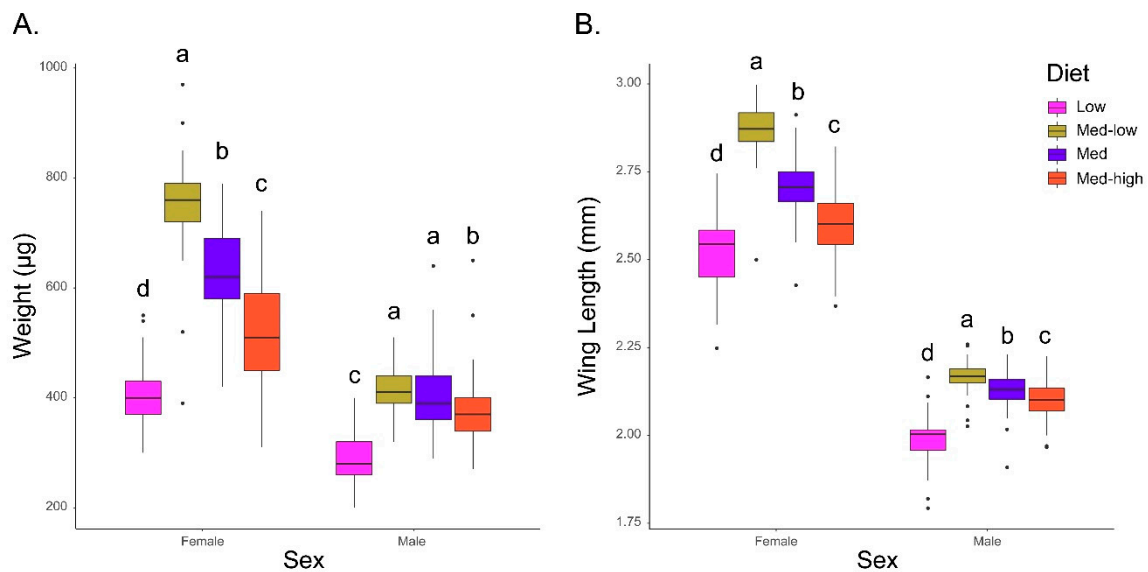 A.
1000
800
600
400
200
Weight (µg)
a
b
c
d
a
a
b
c
Female
Male
Sex
B.
3.00
2.75
2.50
2.25
2.00
1.75
Wing Length (mm)
a
b
c
d
a
b
c
d
Female
Male
Sex
Diet
Low
Med-low
Med
Med-high